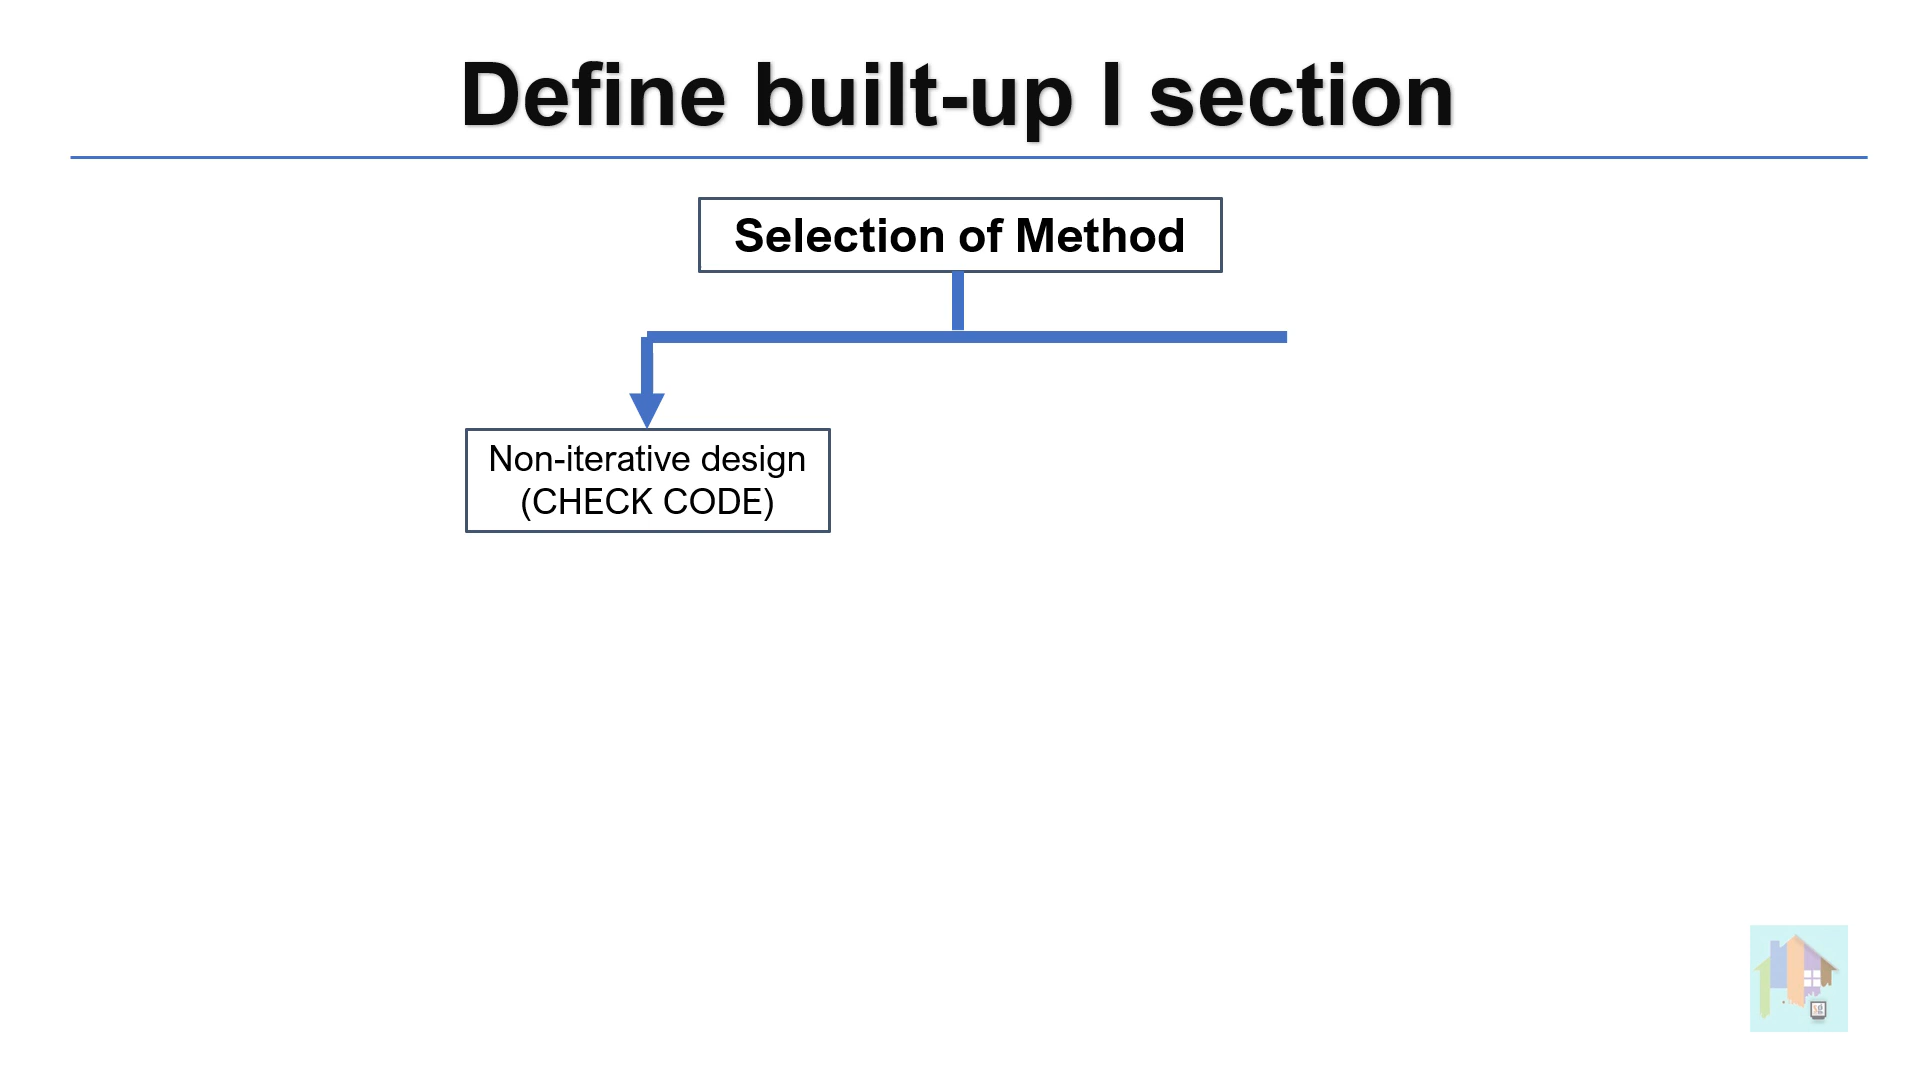 Define built-up I section
Selection of Method
Non-iterative design
(CHECK CODE)